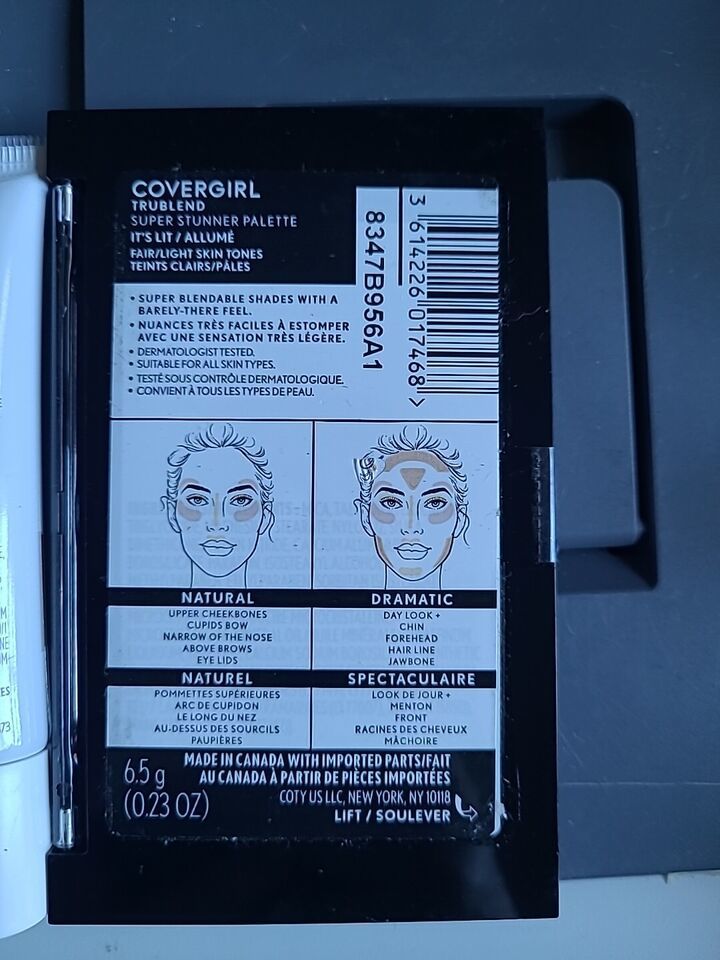 COVERGIRL
TRUBLEND
SUPER STUNNER PALETTE
IT'S LIT / ALLUMÉ
FAIR/LIGHT SKIN TONES
TEINTS CLAIRS/PÂLES
8347B956A1
3 614226 017468 >
• SUPER BLENDABLE SHADES WITH A
BARELY-THERE FEEL.
• NUANCES TRÈS FACILES À ESTOMPER
AVEC UNE SENSATION TRÈS LÉGÈRE.
• DERMATOLOGIST TESTED.
• SUITABLE FOR ALL SKIN TYPES.
• TESTÉ SOUS CONTRÔLE DERMATOLOGIQUE.
• CONVIENT À TOUS LES TYPES DE PEAU.
NATURAL
UPPER CHEEKBONES
CUPIDS BOW
NARROW OF THE NOSE
ABOVE BROWS
EYE LIDS
DRAMATIC
DAY LOOK +
CHIN
FOREHEAD
HAIR LINE
JAWBONE
NATUREL
POMMETTES SUPÉRIEURES
ARC DE CUPIDON
LE LONG DU NEZ
AU-DESSUS DES SOURCILS
PAUPIÈRES
SPECTACULAIRE
LOOK DE JOUR +
MENTON
FRONT
RACINES DES CHEVEUX
MÂCHOIRE
6.5 g
(0.23 OZ)
MADE IN CANADA WITH IMPORTED PARTS/FAIT
AU CANADA À PARTIR DE PIÈCES IMPORTÉES
COTY US LLC, NEW YORK, NY 10118
LIFT / SOULEVER